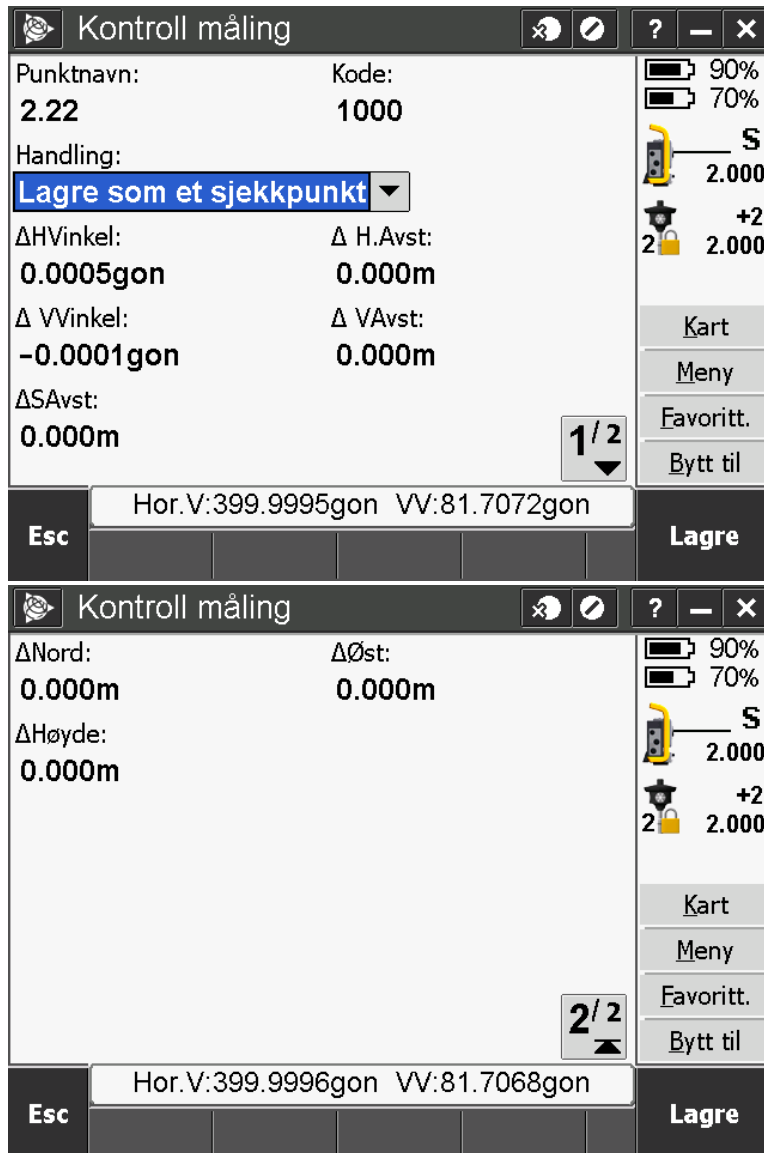 Kontroll måling
? — ×
Punktnavn: Kode:
2.22 1000
Handling:
Lagre som et sjekkpunkt
ΔHVinkel: Δ H.Avst:
0.0005gon 0.000m
Δ VVinkel: Δ VAvst:
-0.0001gon 0.000m
ΔSAvst:
0.000m
1/2
90%
70%
S
2.000
+2
2 2.000
Kart
Meny
Favoritt.
Bytt til
Hor.V:399.9995gon VV:81.7072gon
Esc
Lagre
Kontroll måling
? — ×
ΔNord: ΔØst:
0.000m 0.000m
ΔHøyde:
0.000m
2/2
90%
70%
S
2.000
+2
2 2.000
Kart
Meny
Favoritt.
Bytt til
Hor.V:399.9996gon VV:81.7068gon
Esc
Lagre